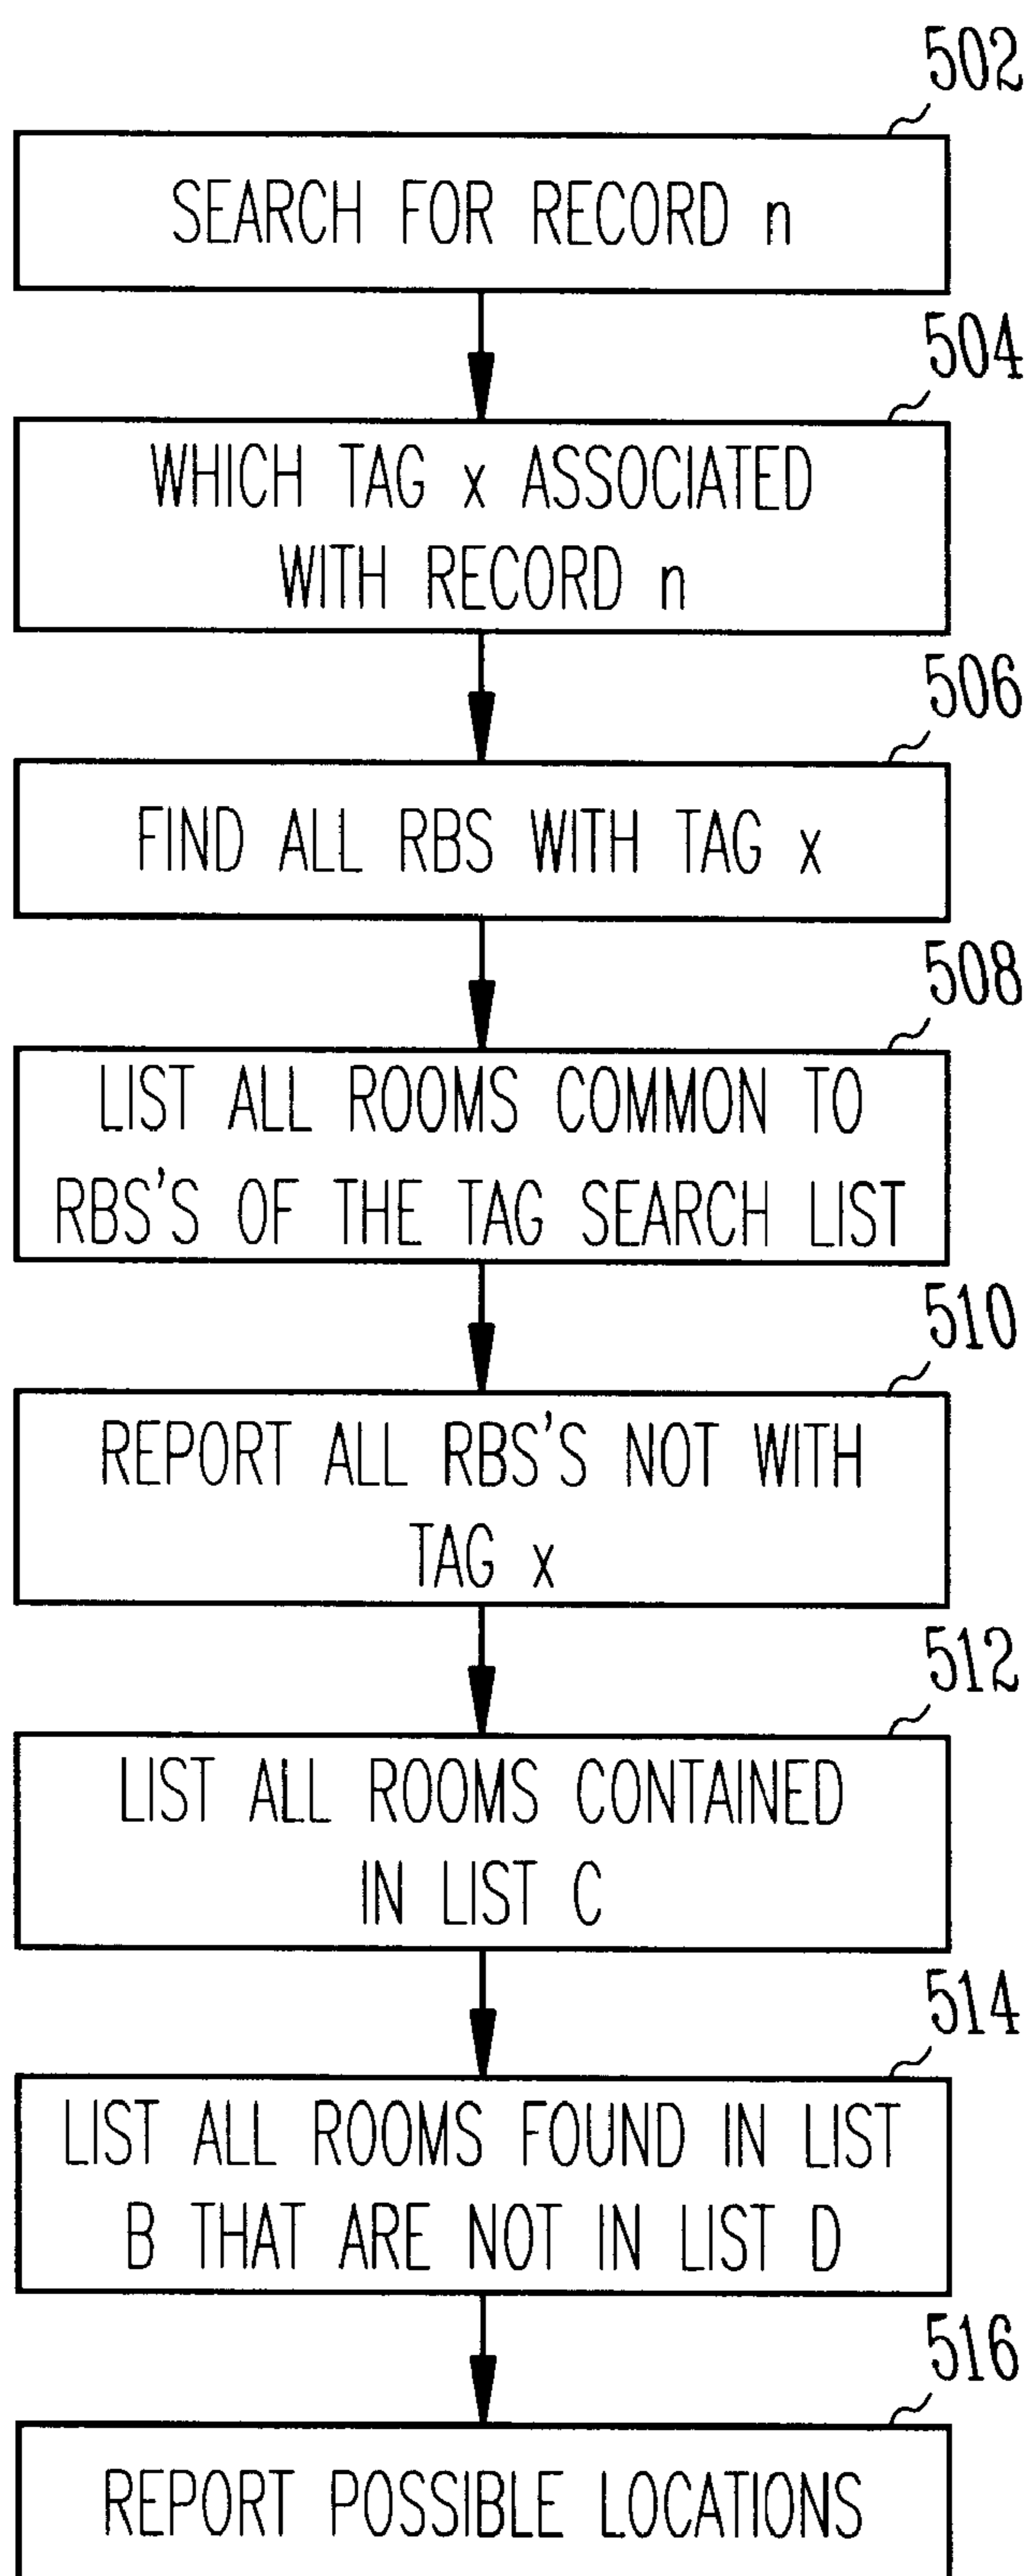 502
SEARCH FOR RECORD n
504
WHICH TAG x ASSOCIATED
WITH RECORD n
506
FIND ALL RBS WITH TAG x
508
LIST ALL ROOMS COMMON TO
RBS'S OF THE TAG SEARCH LIST
510
REPORT ALL RBS'S NOT WITH
TAG x
512
LIST ALL ROOMS CONTAINED
IN LIST C
514
LIST ALL ROOMS FOUND IN LIST
B THAT ARE NOT IN LIST D
516
REPORT POSSIBLE LOCATIONS